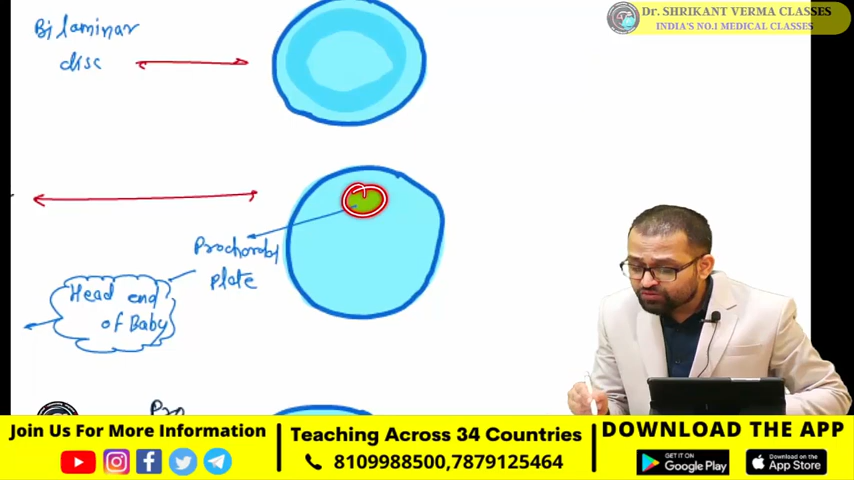 Dr. SHRIKANT VERMA CLASSES
INDIA'S NO.1 MEDICAL CLASSES
Bilaminar
disc
Prochordal
plate
Head end
of Baby
Join Us For More Information
Teaching Across 34 Countries
8109988500,7879125464
DOWNLOAD THE APP
GET IT ON
Google Play
Download on the
App Store